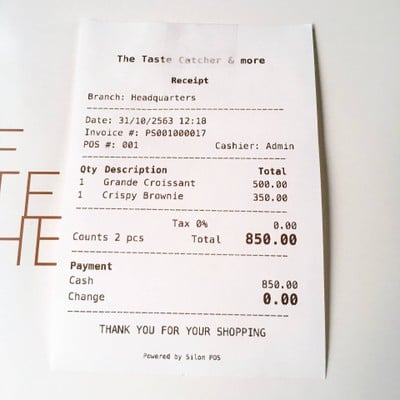 The Taste Catcher & more
Receipt
Branch: Headquarters
Date: 31/10/2563 12:18
Invoice #: PS001000017
POS #: 001 Cashier: Admin
Qty Description Total
1 Grande Croissant 500.00
1 Crispy Brownie 350.00
Tax 0% 0.00
Counts 2 pcs Total 850.00
Payment
Cash 850.00
Change 0.00
THANK YOU FOR YOUR SHOPPING
Powered by Silon POS